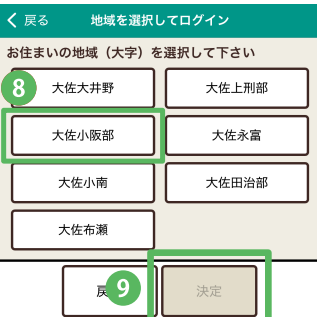 戻る 地域を選択してログイン
お住まいの地域（大字）を選択して下さい
8
大佐大井野 大佐上刑部
大佐小阪部 大佐永富
大佐小南 大佐田治部
大佐布瀬
戻 9 決定